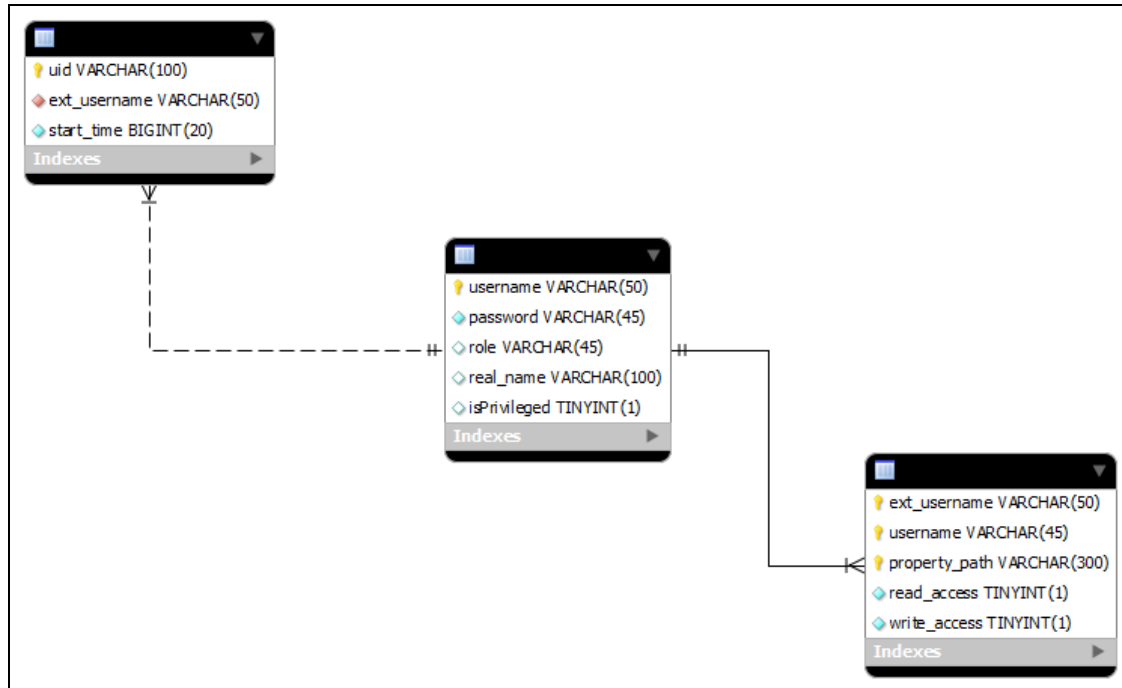 uid VARCHAR(100)
ext_username VARCHAR(50)
start_time BIGINT(20)
Indexes
username VARCHAR(50)
password VARCHAR(45)
role VARCHAR(45)
real_name VARCHAR(100)
isPrivileged TINYINT(1)
Indexes
ext_username VARCHAR(50)
username VARCHAR(45)
property_path VARCHAR(300)
read_access TINYINT(1)
write_access TINYINT(1)
Indexes